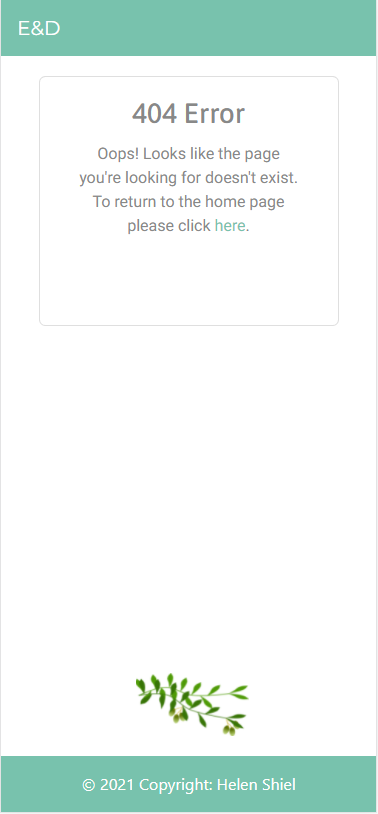 E&D
404 Error
Oops! Looks like the page
you're looking for doesn't exist.
To return to the home page
please click here.
© 2021 Copyright: Helen Shiel